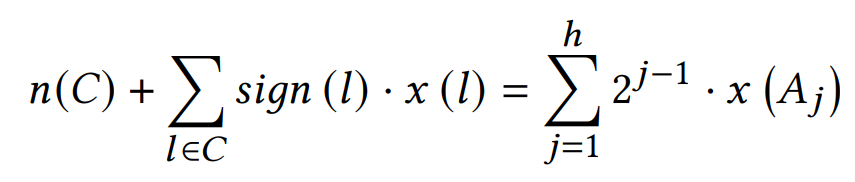 n(C) + ∑_{l∈C} sign (l) · x (l) = ∑_{j=1}^{h} 2^{j−1} · x (A_j)